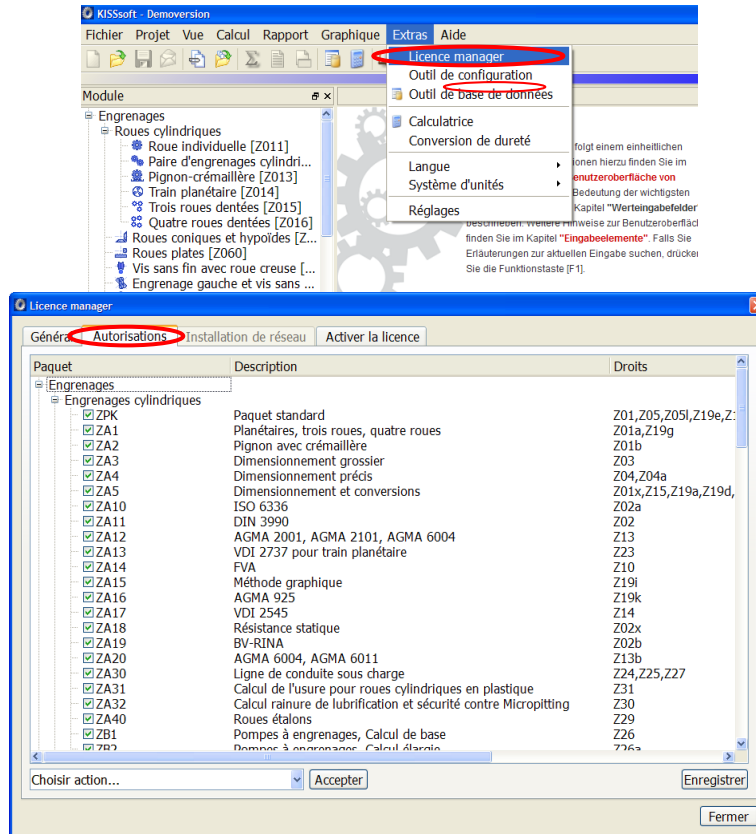 KISSsoft - Demoversion
Fichier Projet Vue Calcul Rapport Graphique Extras Aide
Licence manager
Outil de configuration
Outil de base de données
Calculatrice
Conversion de dureté
Langue
Système d'unités
Réglages
Module
Engrenages
Roues cylindriques
Roue individuelle [Z011]
Paire d'engrenages cylindri...
Pignon-crémaillère [Z013]
Train planétaire [Z014]
Trois roues dentées [Z015]
Quatre roues dentées [Z016]
Roues coniques et hypoïdes [Z...
Roues plates [Z060]
Vis sans fin avec roue creuse [...
Engrenage gauche et vis sans ...
folgt einem einheitlichen
ionen hierzu finden Sie im
enutzeroberfläche von
Bedeutung der wichtigsten
Kapitel "Werteingabefelder
beschrieben. Weitere Hinweise zur Benutzeroberfläc
finden Sie im Kapitel "Eingabeelemente". Falls Sie
Erläuterungen zur aktuellen Eingabe suchen, drücke
Sie die Funktionstaste [F1].
Licence manager
Général Autorisations Installation de réseau Activer la licence
Paquet Description Droits
Engrenages
Engrenages cylindriques
ZPK Paquet standard Z01,Z05,Z05l,Z19e,Z
ZA1 Planétaires, trois roues, quatre roues Z01a,Z19g
ZA2 Pignon avec crémaillère Z01b
ZA3 Dimensionnement grossier Z03
ZA4 Dimensionnement précis Z04,Z04a
ZA5 Dimensionnement et conversions Z01x,Z15,Z19a,Z19d,
ZA10 ISO 6336 Z02a
ZA11 DIN 3990 Z02
ZA12 AGMA 2001, AGMA 2101, AGMA 6004 Z13
ZA13 VDI 2737 pour train planétaire Z23
ZA14 FVA Z10
ZA15 Méthode graphique Z19i
ZA16 AGMA 925 Z19k
ZA17 VDI 2545 Z14
ZA18 Résistance statique Z02x
ZA19 BV-RINA Z02b
ZA20 AGMA 6004, AGMA 6011 Z13b
ZA30 Ligne de conduite sous charge Z24,Z25,Z27
ZA31 Calcul de l'usure pour roues cylindriques en plastique Z31
ZA32 Calcul rainure de lubrification et sécurité contre Micropitting Z30
ZA40 Roues étalons Z29
ZB1 Pompes à engrenages, Calcul de base Z26
ZB2 Pompes à engrenages, Calcul élargie Z26a
Choisir action... Accepter Enregistrer
Fermer